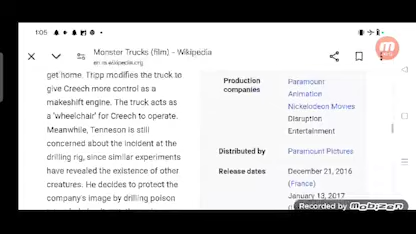 1:05
Monster Trucks (film) - Wikipedia
en.m.wikipedia.org
get home. Tripp modifies the truck to
give Creech more control as a
makeshift engine. The truck acts as
a 'wheelchair' for Creech to operate.
Meanwhile, Tenneson is still
concerned about the incident at the
drilling rig, since similar experiments
have revealed the existence of other
creatures. He decides to protect the
company's image by drilling poison
Production
companies
Paramount
Animation
Nickelodeon Movies
Disruption
Entertainment
Distributed by
Paramount Pictures
Release dates
December 21, 2016
(France)
January 13, 2017
Recorded by Mobizen